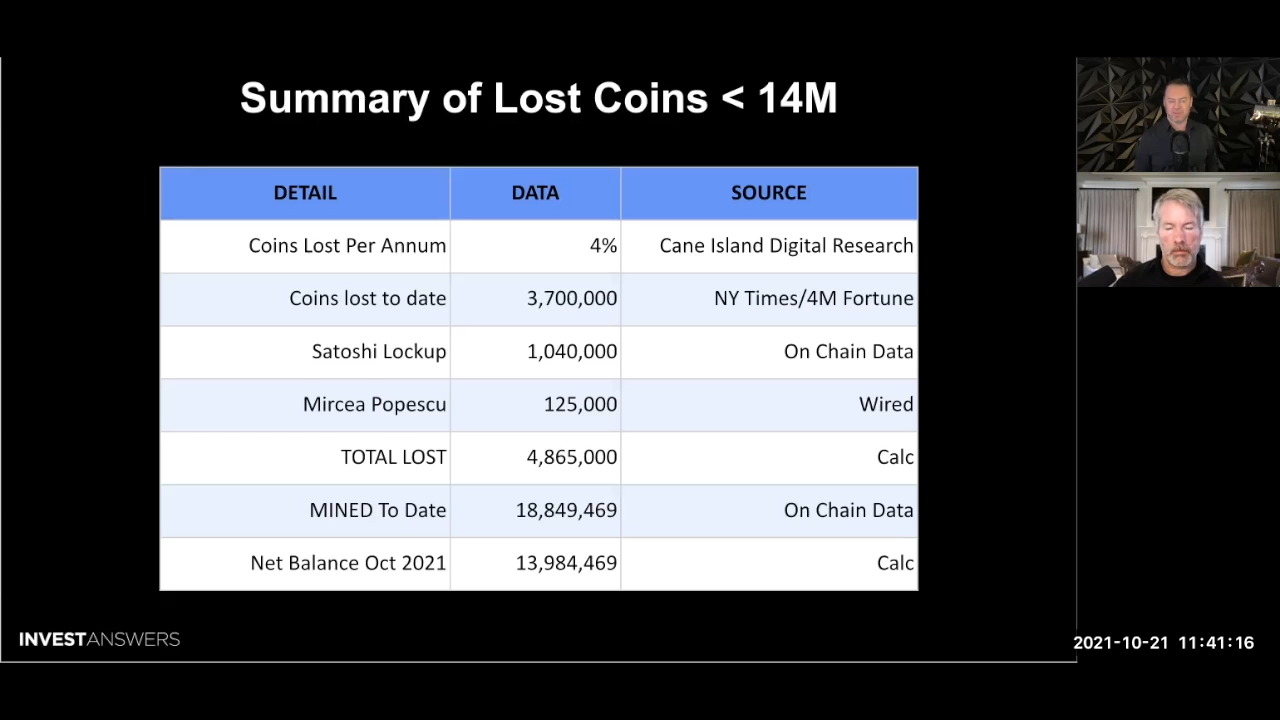 Summary of Lost Coins < 14M
DETAIL DATA SOURCE
Coins Lost Per Annum 4% Cane Island Digital Research
Coins lost to date 3,700,000 NY Times/4M Fortune
Satoshi Lockup 1,040,000 On Chain Data
Mircea Popescu 125,000 Wired
TOTAL LOST 4,865,000 Calc
MINED To Date 18,849,469 On Chain Data
Net Balance Oct 2021 13,984,469 Calc
INVESTANSWERS
2021-10-21 11:41:16